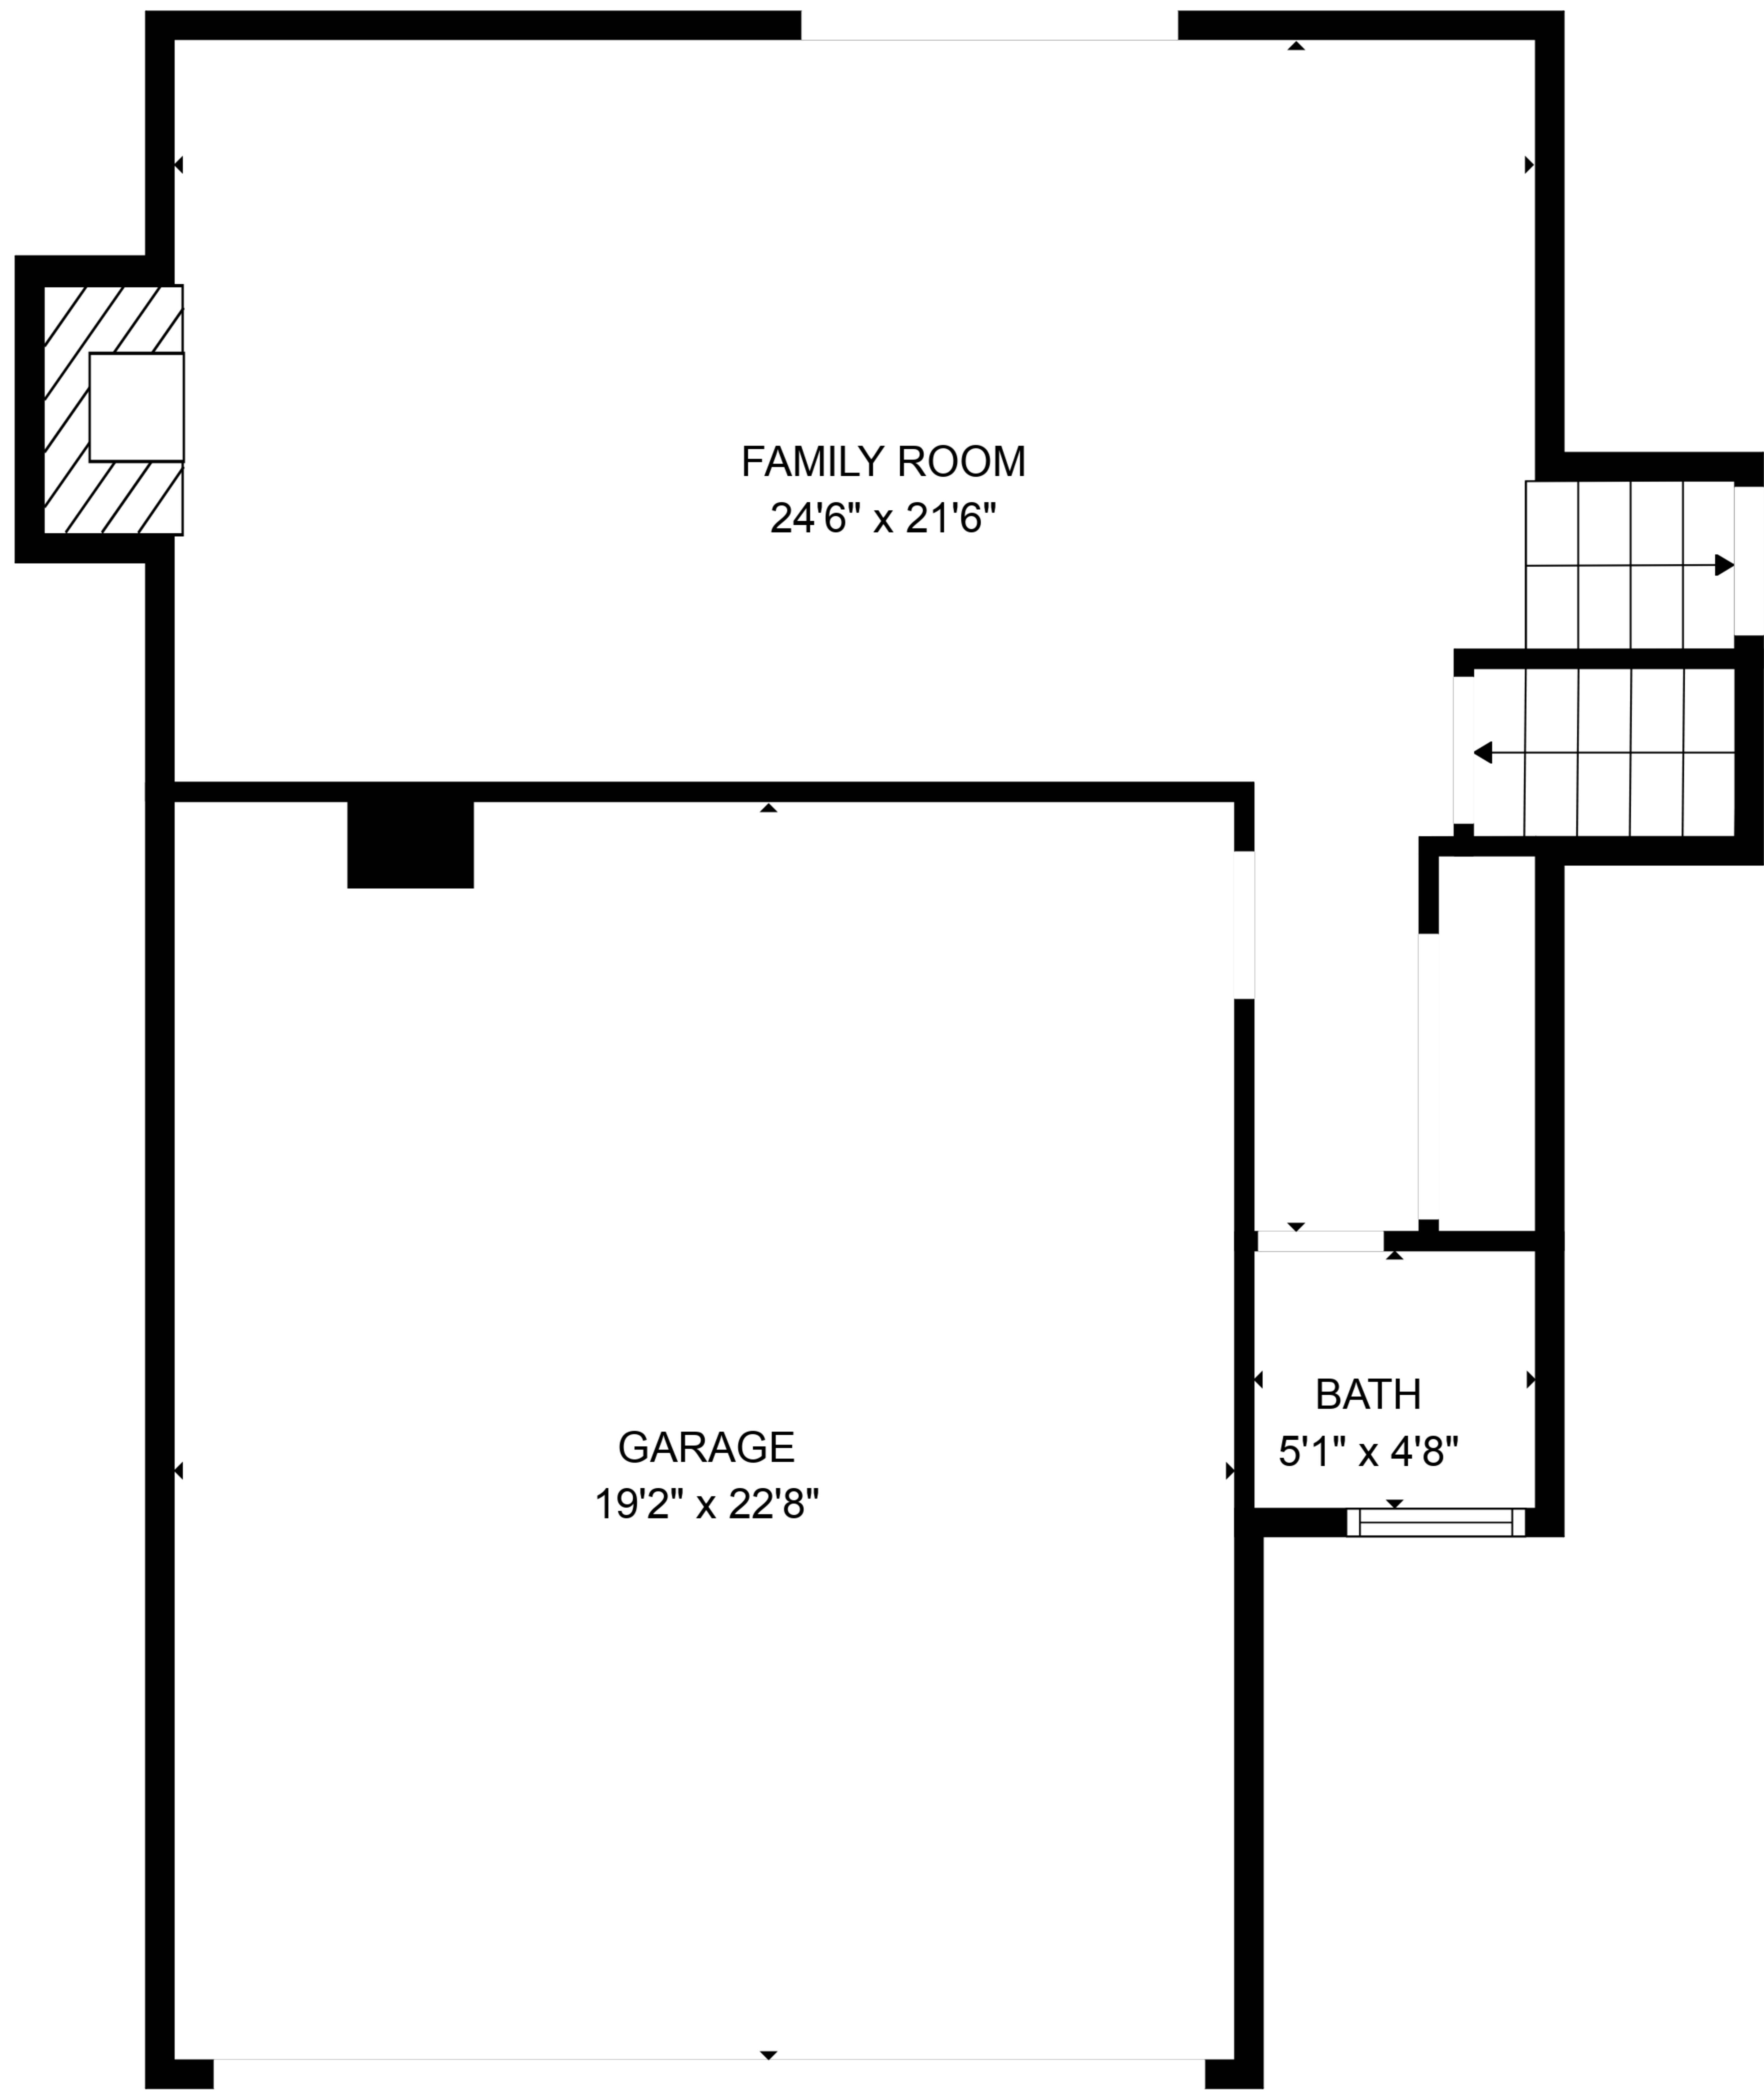 FAMILY ROOM
24'6" x 21'6"
GARAGE
19'2" x 22'8"
BATH
5'1" x 4'8"